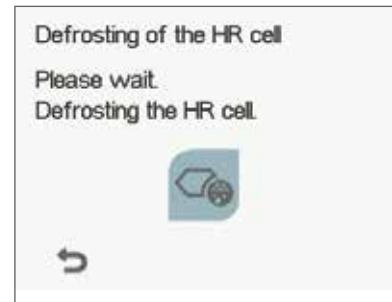 Defrosting of the HR cell
Please wait.
Defrosting the HR cell.